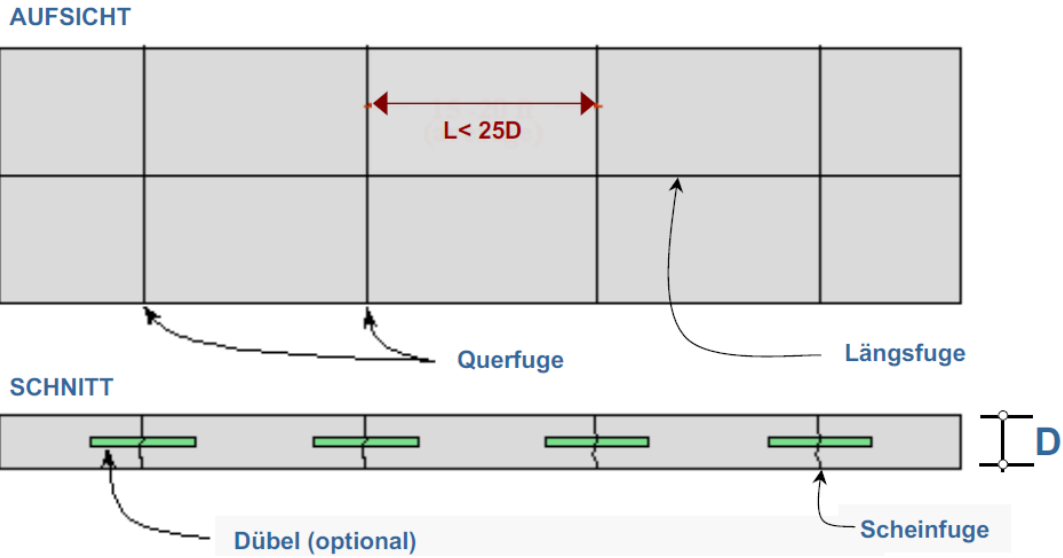 AUFSICHT
L< 25D
Querfuge
Längsfuge
SCHNITT
D
Dübel (optional)
Scheinfuge